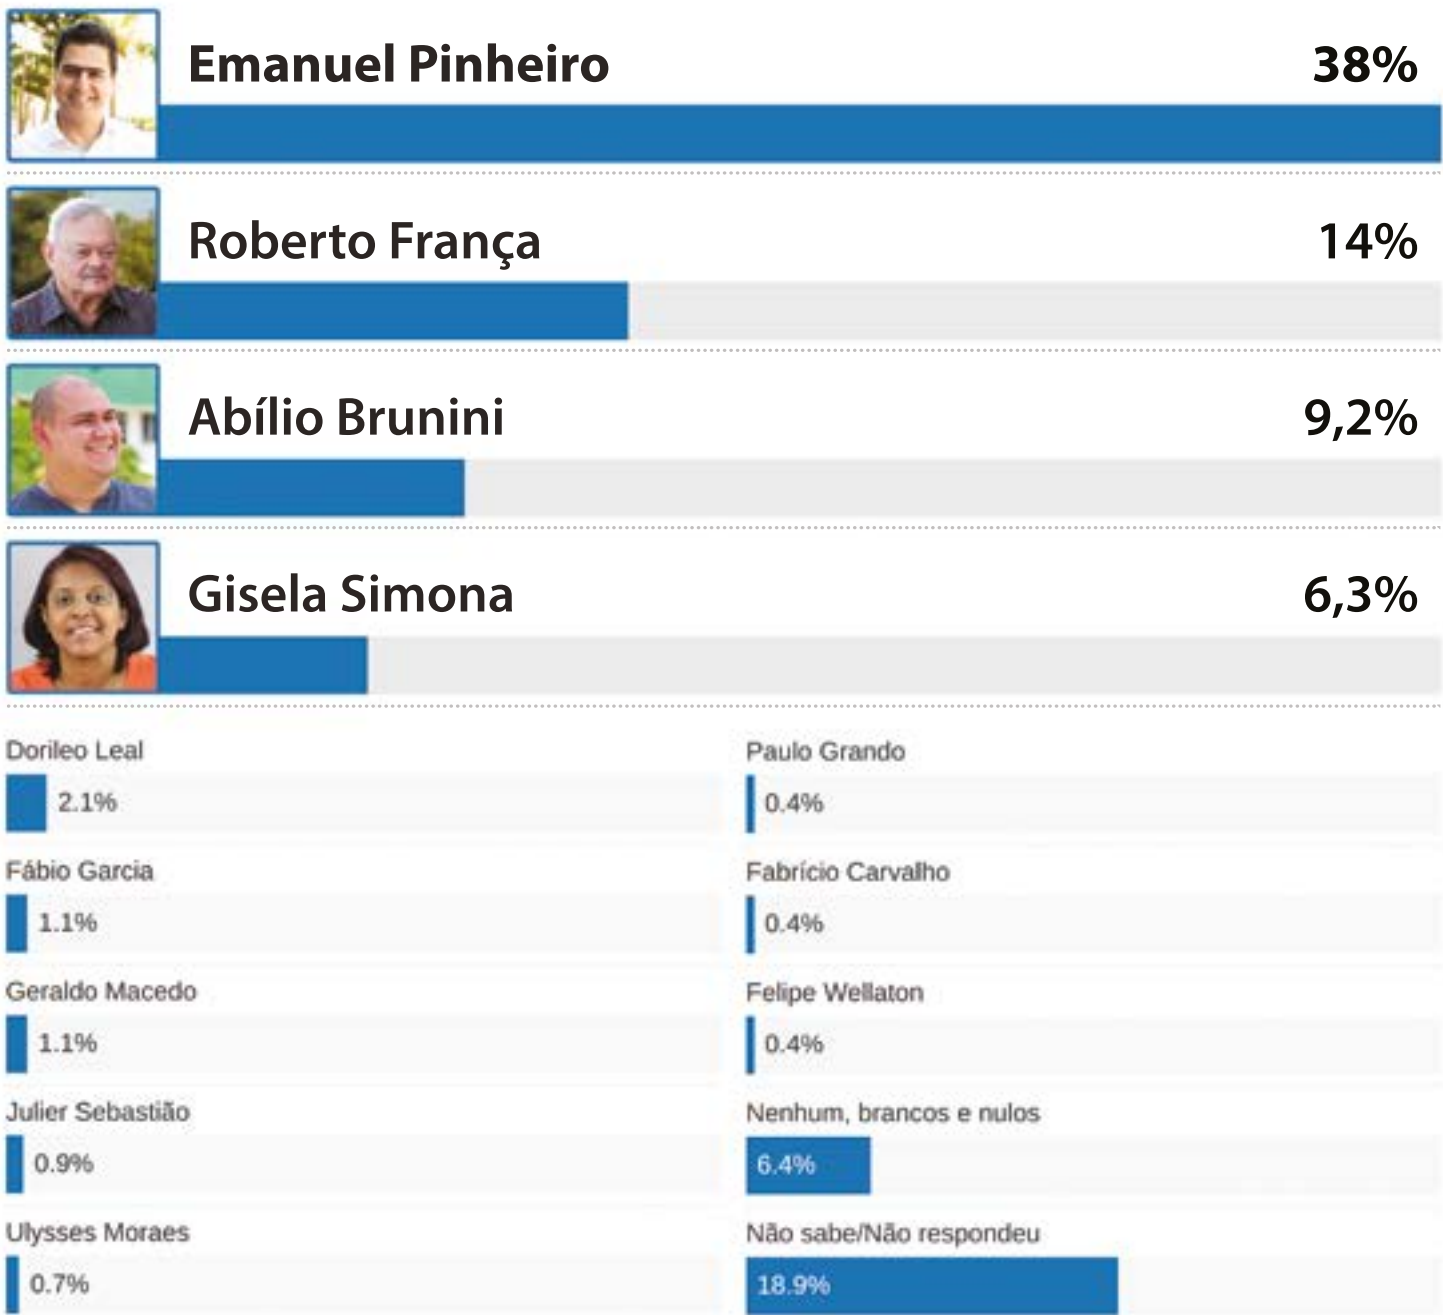 Emanuel Pinheiro 38%
Roberto França 14%
Abílio Brunini 9,2%
Gisela Simona 6,3%
Dorileo Leal
2.1%
Fábio Garcia
1.1%
Geraldo Macedo
1.1%
Julier Sebastião
0.9%
Ulysses Moraes
0.7%
Paulo Grando
0.4%
Fabrício Carvalho
0.4%
Felipe Wellaton
0.4%
Nenhum, brancos e nulos
6.4%
Não sabe/Não respondeu
18.9%